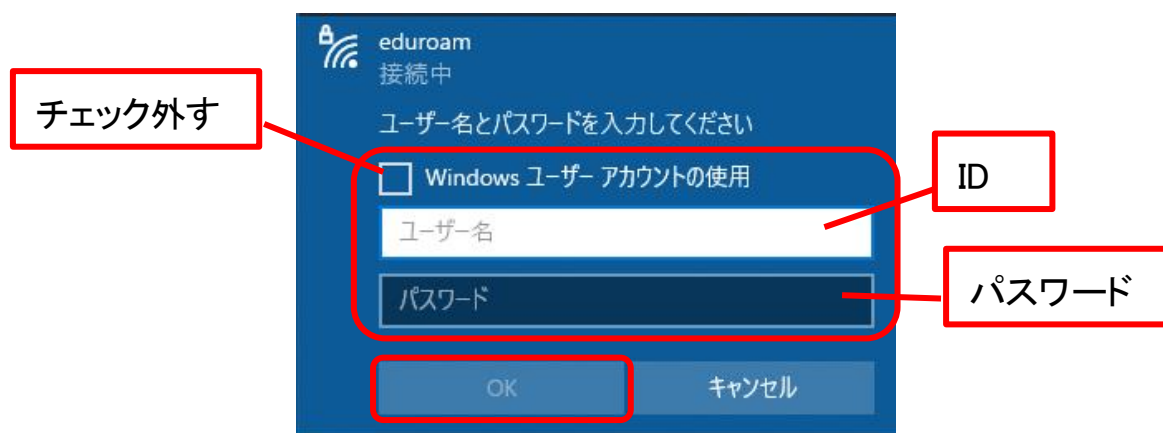 eduroam
接続中
チェック外す
ユーザー名とパスワードを入力してください
Windows ユーザー アカウントの使用
ID
ユーザー名
パスワード
パスワード
OK
キャンセル